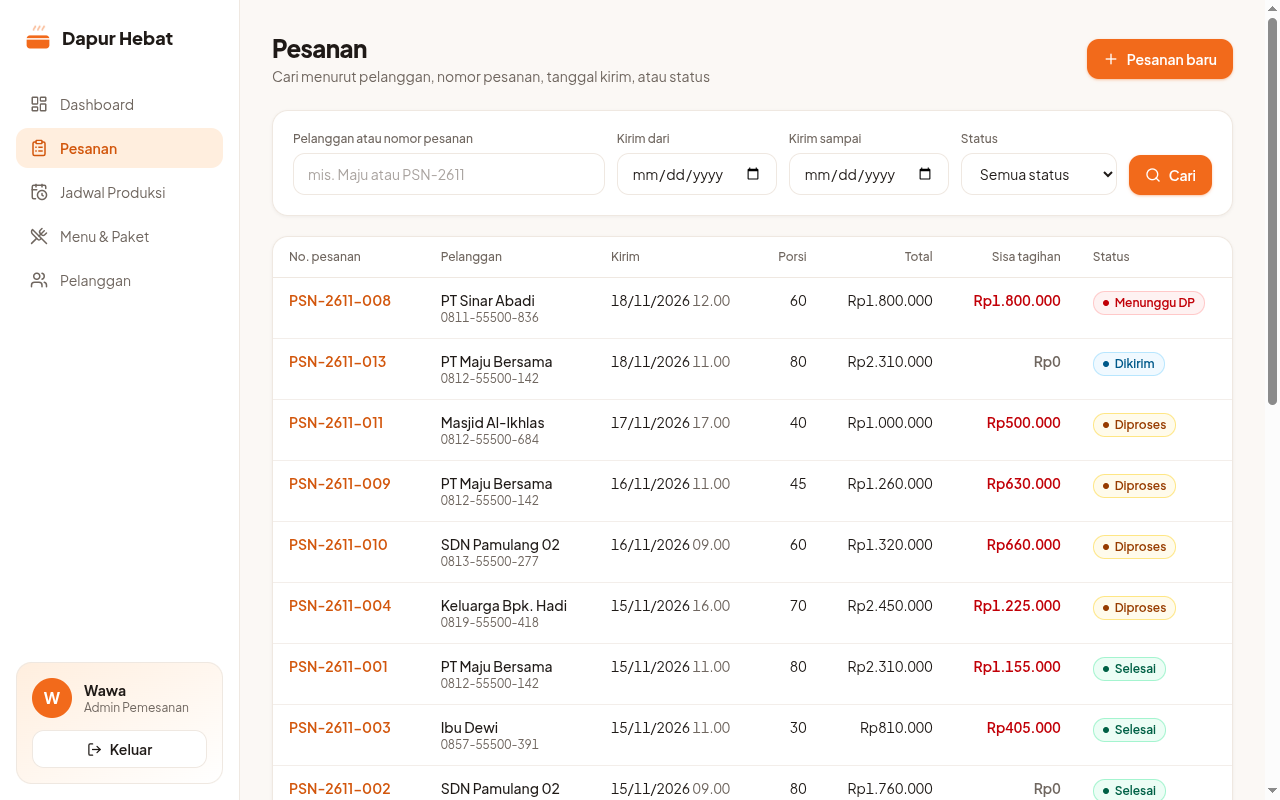 Dapur Hebat
Dashboard
Pesanan
Jadwal Produksi
Menu & Paket
Pelanggan
W
Wawa
Admin Pemesanan
Keluar
Pesanan
Cari menurut pelanggan, nomor pesanan, tanggal kirim, atau status
Pesanan baru
Pelanggan atau nomor pesanan
Kirim dari
Kirim sampai
Status
mis. Maju atau PSN-2611
mm/dd/yyyy
mm/dd/yyyy
Semua status
Cari
No. pesanan Pelanggan Kirim Porsi Total Sisa tagihan Status
PSN-2611-008 PT Sinar Abadi 18/11/2026 12.00 60 Rp1.800.000 Rp1.800.000 Menunggu DP
0811-55500-836
PSN-2611-013 PT Maju Bersama 18/11/2026 11.00 80 Rp2.310.000 Rp0 Dikirim
0812-55500-142
PSN-2611-011 Masjid Al-Ikhlas 17/11/2026 17.00 40 Rp1.000.000 Rp500.000 Diproses
0812-55500-684
PSN-2611-009 PT Maju Bersama 16/11/2026 11.00 45 Rp1.260.000 Rp630.000 Diproses
0812-55500-142
PSN-2611-010 SDN Pamulang 02 16/11/2026 09.00 60 Rp1.320.000 Rp660.000 Diproses
0813-55500-277
PSN-2611-004 Keluarga Bpk. Hadi 15/11/2026 16.00 70 Rp2.450.000 Rp1.225.000 Diproses
0819-55500-418
PSN-2611-001 PT Maju Bersama 15/11/2026 11.00 80 Rp2.310.000 Rp1.155.000 Selesai
0812-55500-142
PSN-2611-003 Ibu Dewi 15/11/2026 11.00 30 Rp810.000 Rp405.000 Selesai
0857-55500-391
PSN-2611-002 SDN Pamulang 02 15/11/2026 09.00 80 Rp1.760.000 Rp0 Selesai